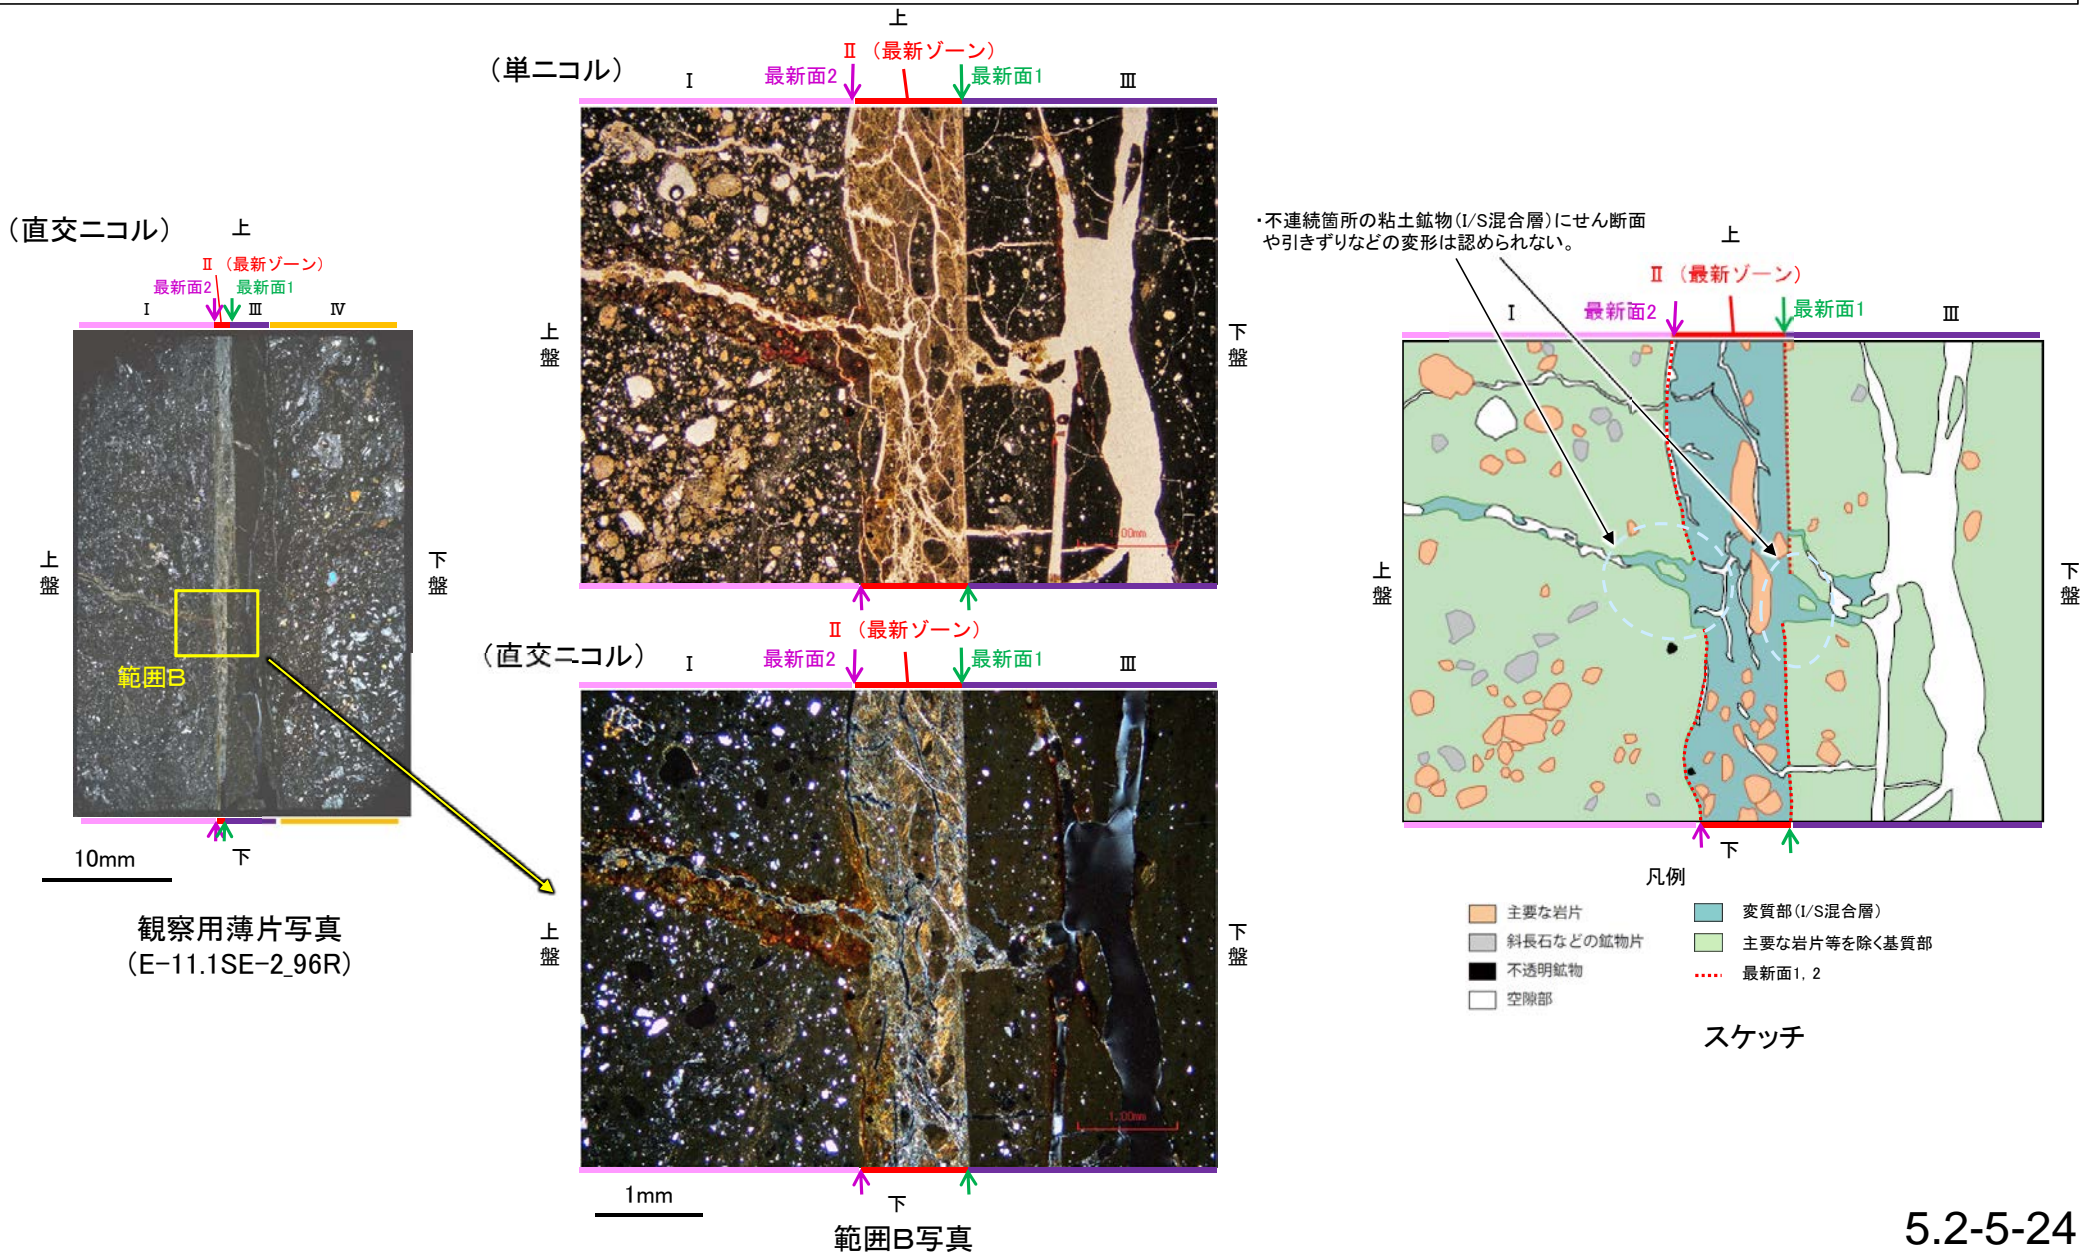 (直交ニコル)
上
Ⅱ (最新ゾーン)
最新面2
最新面1
Ⅰ
Ⅲ
Ⅳ
上盤
下盤
範囲B
10mm
下
観察用薄片写真
(E-11.1SE-2_96R)
(単ニコル)
上
Ⅱ (最新ゾーン)
Ⅰ
最新面2
最新面1
Ⅲ
上盤
下盤
(直交ニコル)
Ⅱ (最新ゾーン)
Ⅰ
最新面2
最新面1
Ⅲ
上盤
下盤
1.00mm
1mm
下
範囲B写真
・不連続箇所の粘土鉱物(I/S混合層)にせん断面
や引きずりなどの変形は認められない。
上
Ⅱ (最新ゾーン)
Ⅰ
最新面2
最新面1
Ⅲ
上盤
下盤
下
凡例
主要な岩片
斜長石などの鉱物片
不透明鉱物
空隙部
変質部(I/S混合層)
主要な岩片等を除く基質部
最新面1, 2
スケッチ
5.2-5-24